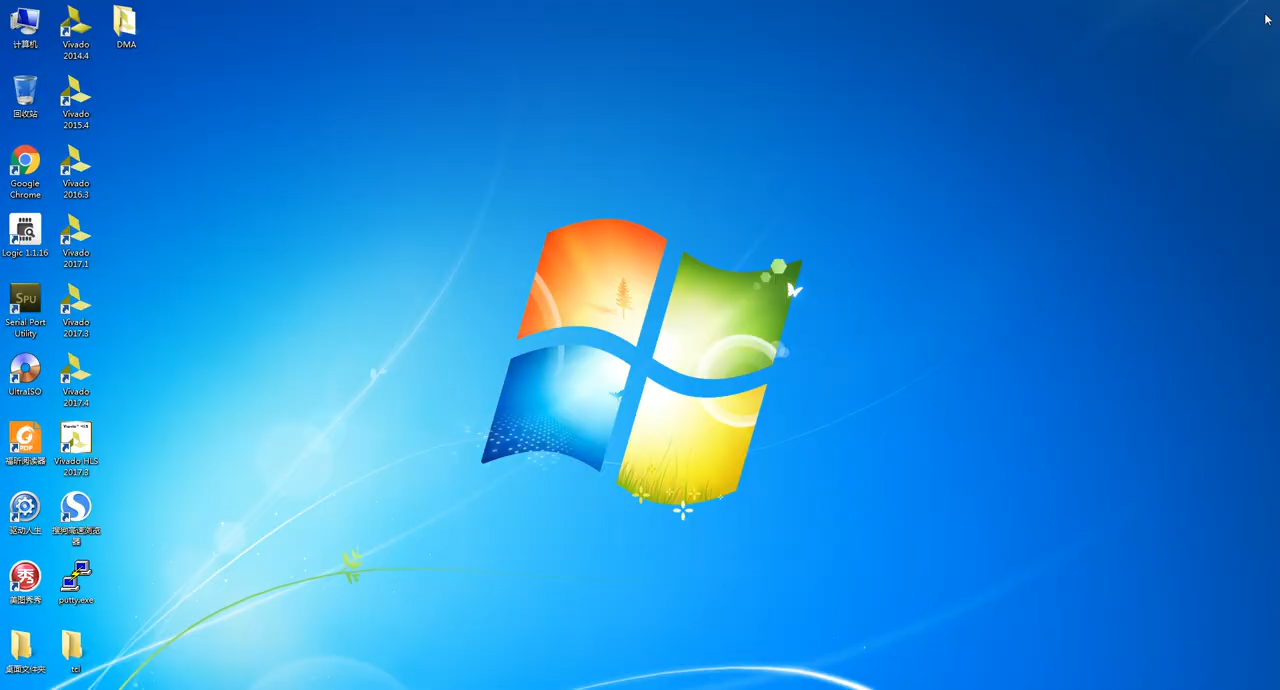 计算机
回收站
Google
Chrome
Logic 1.1.16
SPU
Serial Port
Utility
UltraISO
PDF
福昕阅读器
驱动人生
秀
美图秀秀
桌面文件夹
Vivado
2014.4
Vivado
2015.4
Vivado
2016.3
Vivado
2017.1
Vivado
2017.3
Vivado
2017.4
Vivado HLS
2017.3
搜狗高速浏览
器
putty.exe
tcl
DMA